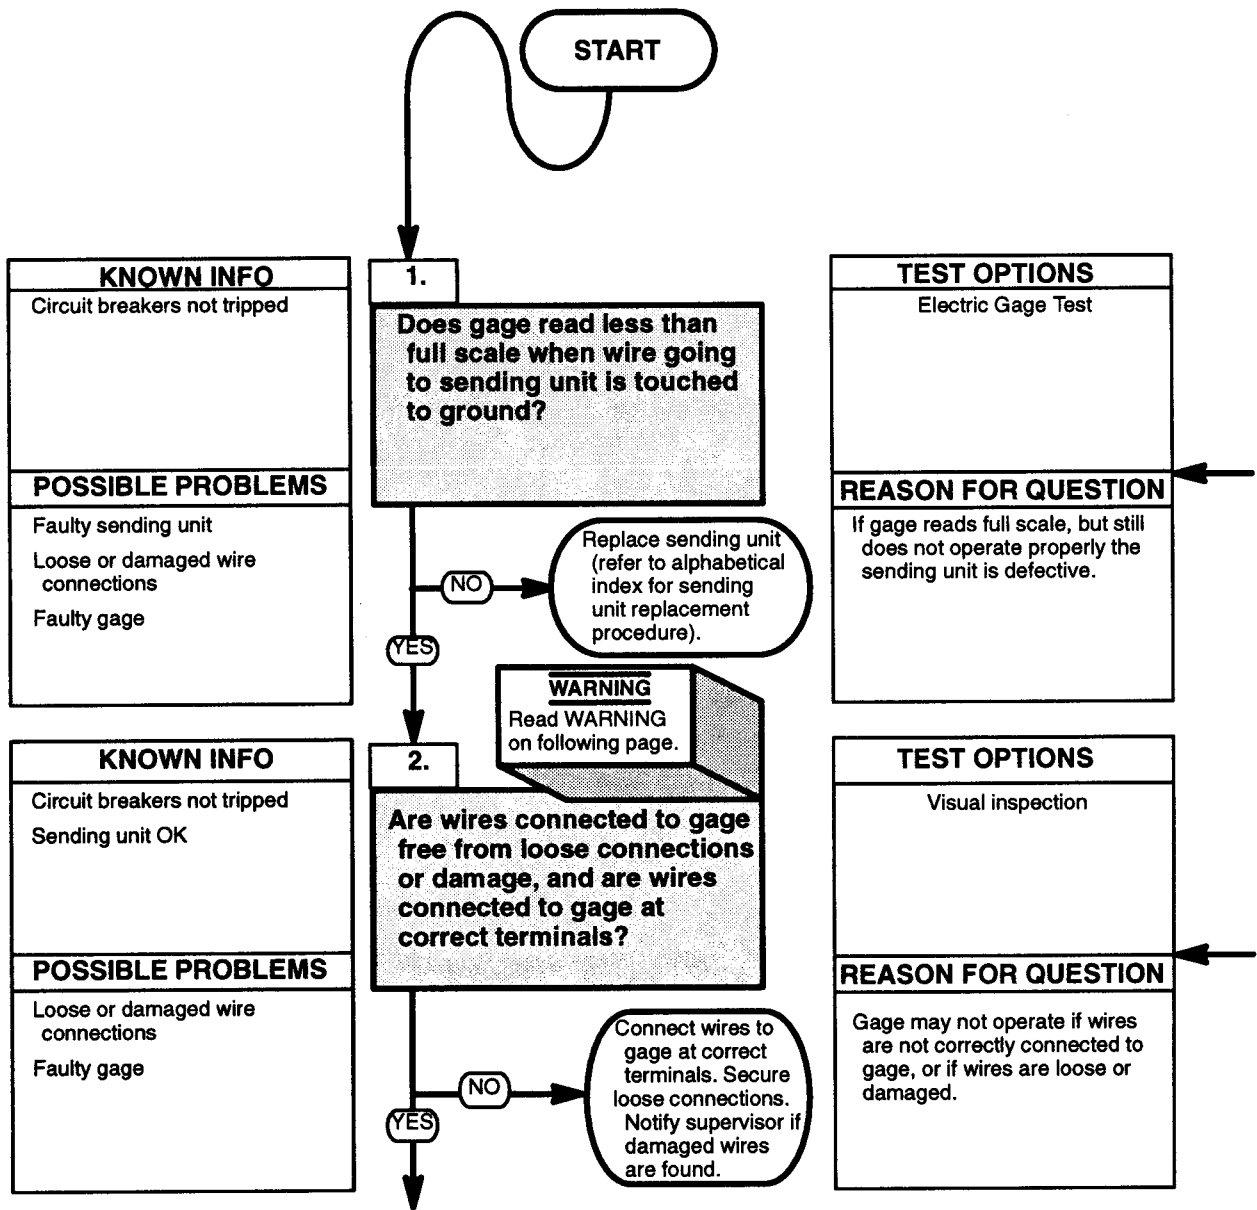 START
KNOWN INFO
Circuit breakers not tripped
POSSIBLE PROBLEMS
Faulty sending unit
Loose or damaged wire
connections
Faulty gage
1.
Does gage read less than
full scale when wire going
to sending unit is touched
to ground?
TEST OPTIONS
Electric Gage Test
REASON FOR QUESTION
If gage reads full scale, but still
does not operate properly the
sending unit is defective.
NO
Replace sending unit
(refer to alphabetical
index for sending
unit replacement
procedure).
YES
WARNING
Read WARNING
on following page.
KNOWN INFO
Circuit breakers not tripped
Sending unit OK
POSSIBLE PROBLEMS
Loose or damaged wire
connections
Faulty gage
2.
Are wires connected to gage
free from loose connections
or damage, and are wires
connected to gage at
correct terminals?
TEST OPTIONS
Visual inspection
REASON FOR QUESTION
Gage may not operate if wires
are not correctly connected to
gage, or if wires are loose or
damaged.
NO
Connect wires to
gage at correct
terminals. Secure
loose connections.
Notify supervisor if
damaged wires
are found.
YES